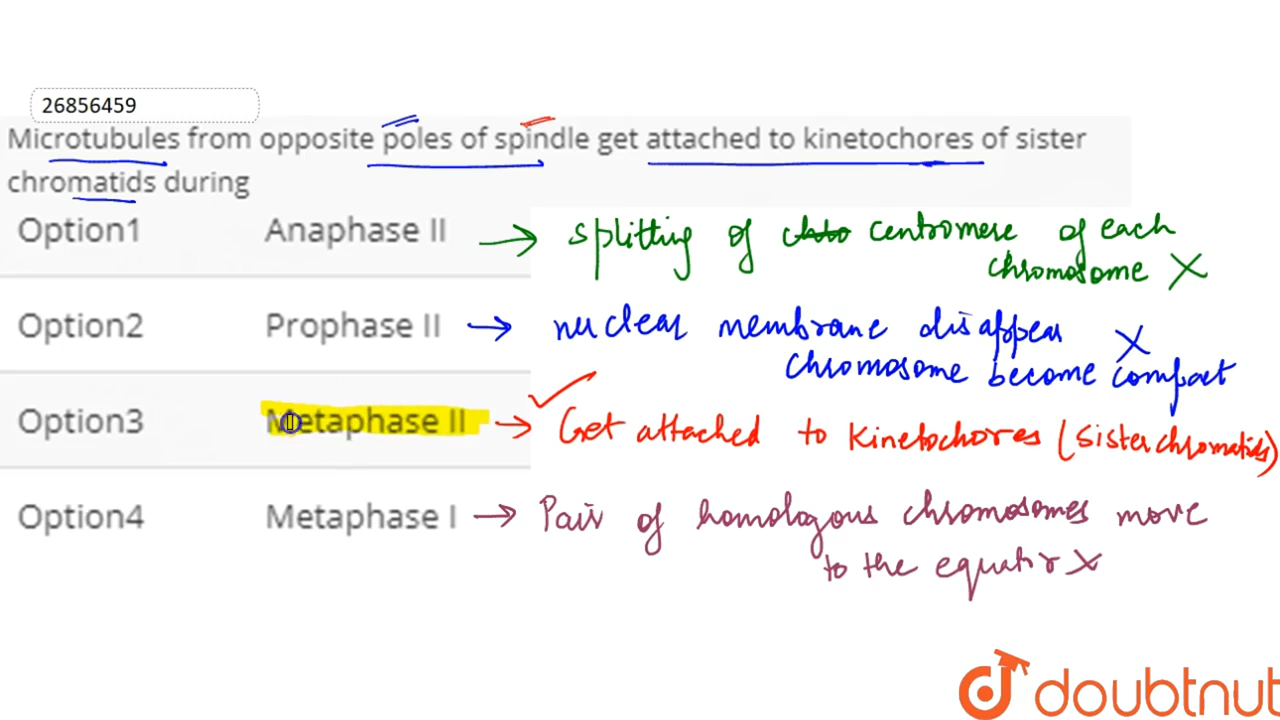 26856459
Microtubules from opposite poles of spindle get attached to kinetochores of sister
chromatids during
Option1 Anaphase II → splitting of centromere of each
chromosome X
Option2 Prophase II → nuclear membrane disappear X
chromosome become compact
Option3 Metaphase II → Get attached to kinetochores (sister chromatids)
Option4 Metaphase I → Pair of homologous chromosomes move
to the equator X
doubtnut